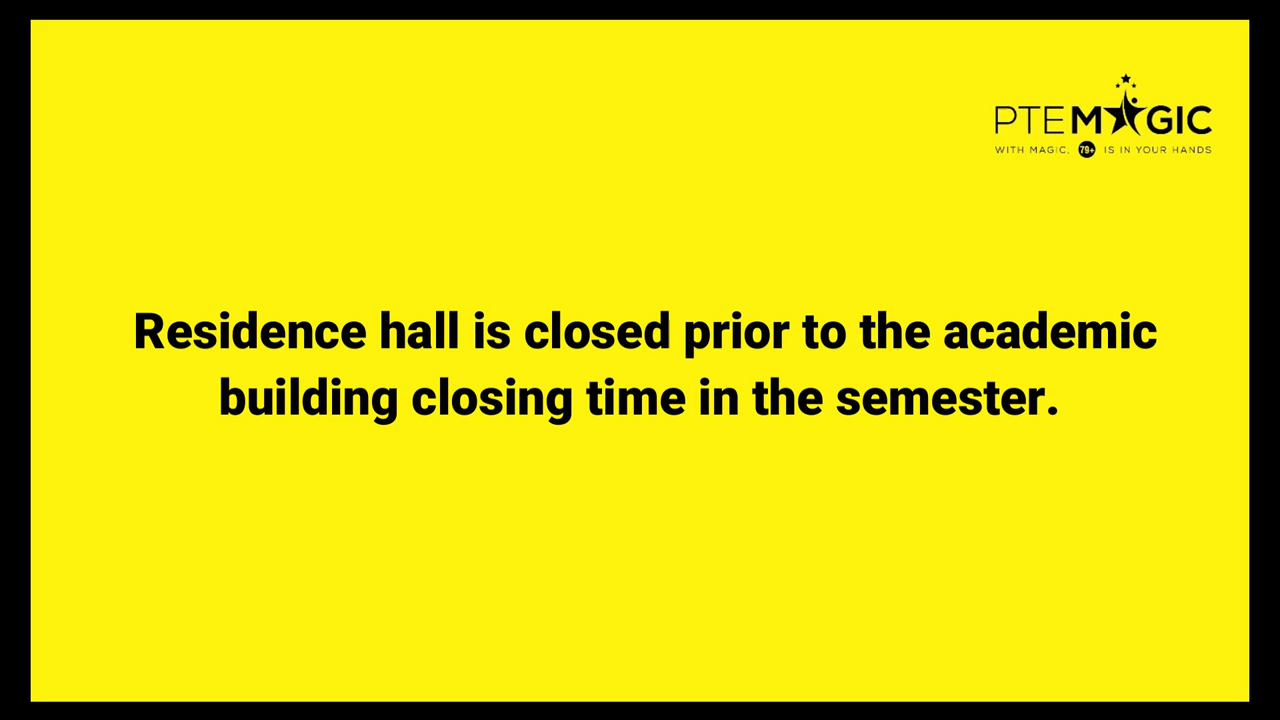 PTEMAGIC
WITH MAGIC, 79+ IS IN YOUR HANDS
Residence hall is closed prior to the academic
building closing time in the semester.